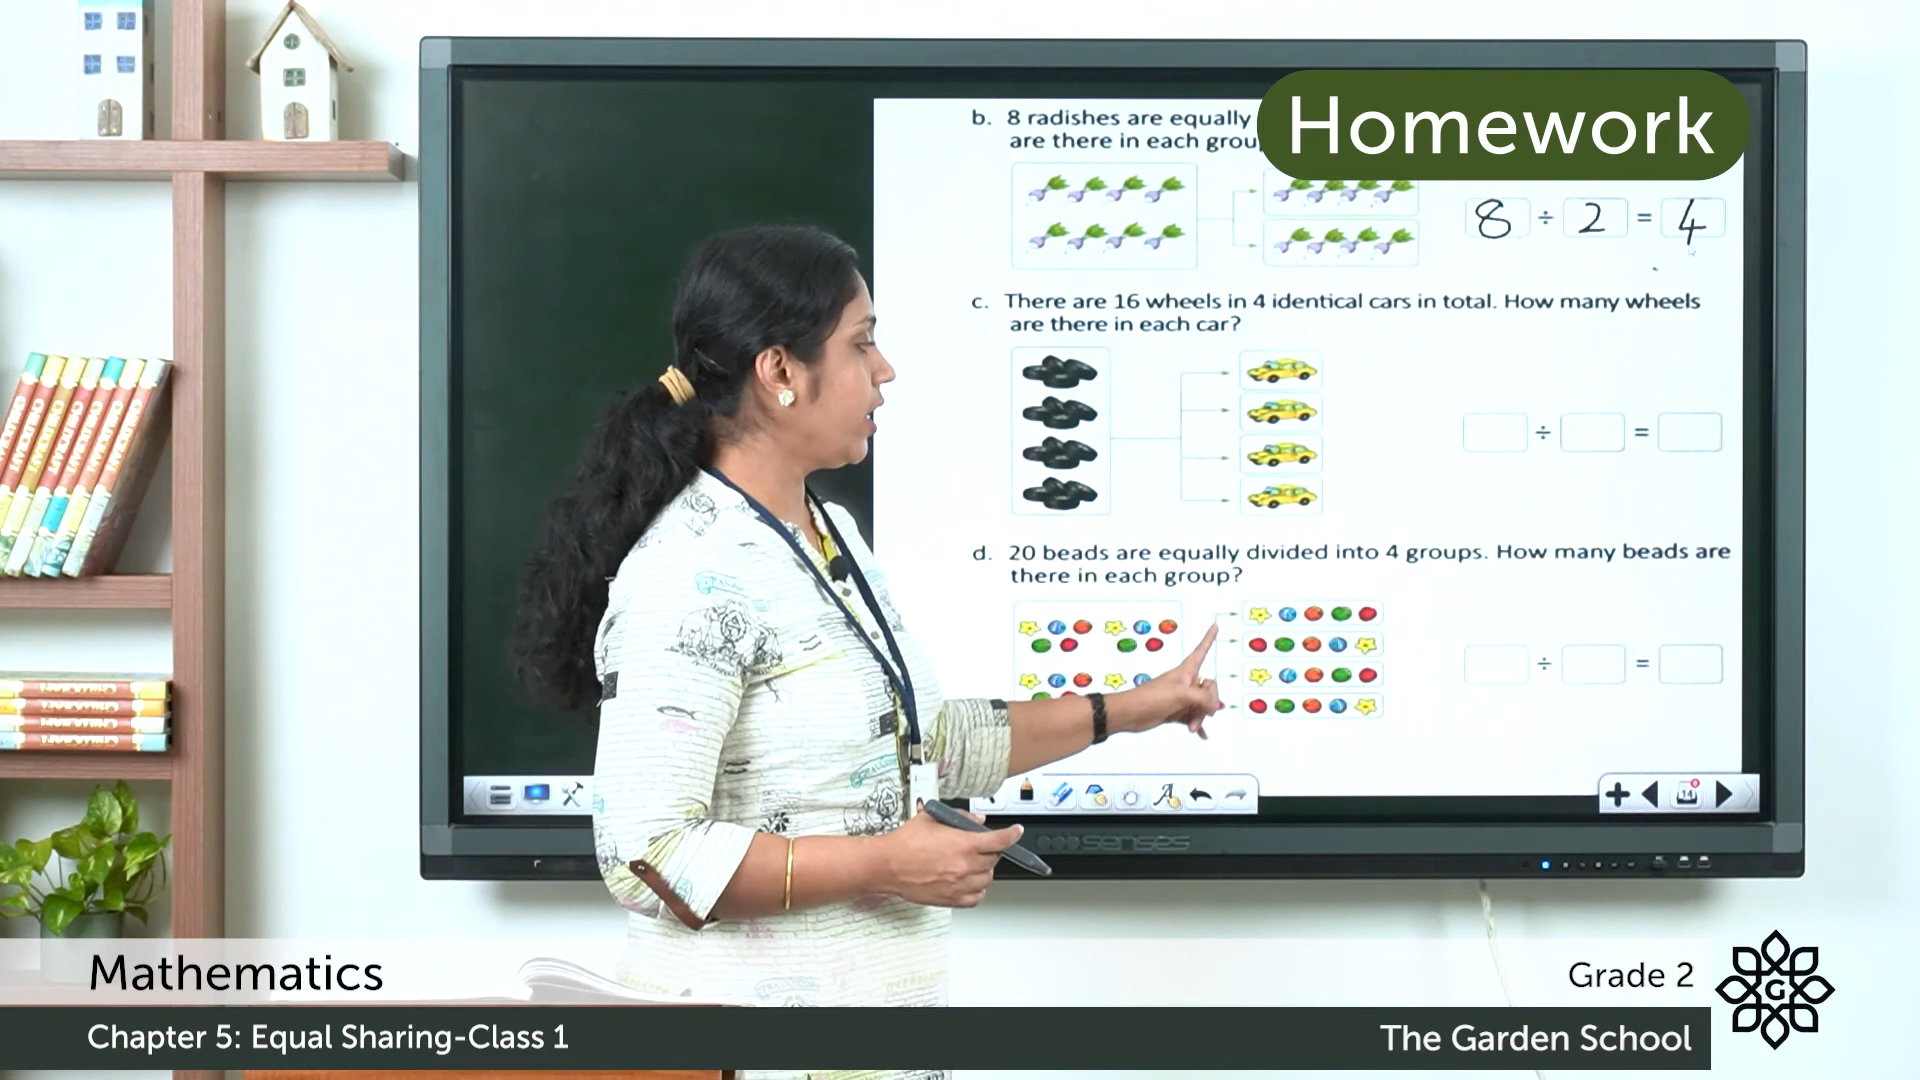 Homework
b. 8 radishes are equally
are there in each grou
8 ÷ 2 = 4
c. There are 16 wheels in 4 identical cars in total. How many wheels
are there in each car?
÷ =
d. 20 beads are equally divided into 4 groups. How many beads are
there in each group?
÷ =
14
senses
Mathematics
Grade 2
G
Chapter 5: Equal Sharing-Class 1
The Garden School